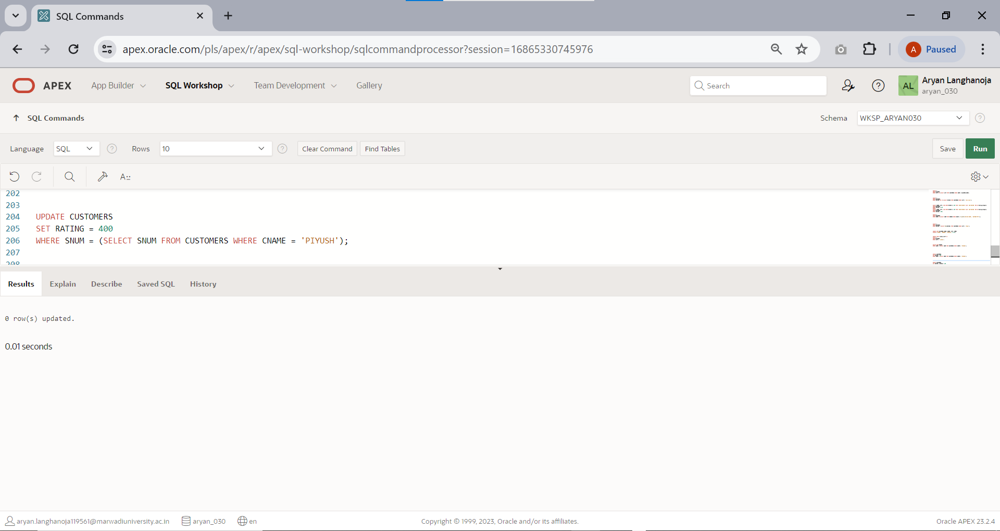 SQL Commands
apex.oracle.com/pls/apex/r/apex/sql-workshop/sqlcommandprocessor?session=16865330745976
A Paused
APEX App Builder SQL Workshop Team Development Gallery Search AL Aryan Langhanoja
aryan_030
SQL Commands Schema WKSP_ARYAN030
Language SQL Rows 10 Clear Command Find Tables Save Run
A
202
203
204 UPDATE CUSTOMERS
205 SET RATING = 400
206 WHERE SNUM = (SELECT SNUM FROM CUSTOMERS WHERE CNAME = 'PIYUSH');
207
208
Results Explain Describe Saved SQL History
0 row(s) updated.
0.01 seconds
aryan.langhanoja119561@marwadiuniversity.ac.in aryan_030 en Copyright © 1999, 2023, Oracle and/or its affiliates. Oracle APEX 23.2.4